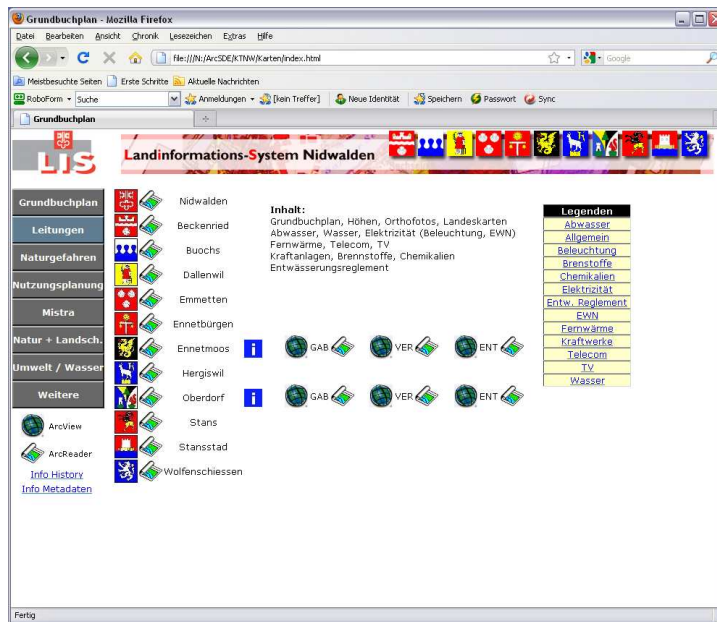 Grundbuchplan - Mozilla Firefox
Datei Bearbeiten Ansicht Chronik Lesezeichen Extras Hilfe
file:///N:/ArcSDE/KTNW/Karten/index.html
Google
Meistbesuchte Seiten Erste Schritte Aktuelle Nachrichten
RoboForm Suche Anmeldungen [kein Treffer] Neue Identität Speichern Passwort Sync
Grundbuchplan
LIS
Landinformations-System Nidwalden
Grundbuchplan
Leitungen
Naturgefahren
Nutzungsplanung
Mistra
Natur + Landsch.
Umwelt / Wasser
Weitere
ArcView
ArcReader
Info History
Info Metadaten
Nidwalden
Beckenried
Buochs
Dallenwil
Emmetten
Ennetbürgen
Ennetmoos
Hergiswil
Oberdorf
Stans
Stansstad
Wolfenschiessen
Inhalt:
Grundbuchplan, Höhen, Orthofotos, Landeskarten
Abwasser, Wasser, Elektrizität (Beleuchtung, EWN)
Fernwärme, Telecom, TV
Kraftanlagen, Brennstoffe, Chemikalien
Entwässerungsreglement
i GAB VER ENT
i GAB VER ENT
Legenden
Abwasser
Allgemein
Beleuchtung
Brenstoffe
Chemikalien
Elektrizität
Entw. Reglement
EWN
Fernwärme
Kraftwerke
Telecom
TV
Wasser
Fertig